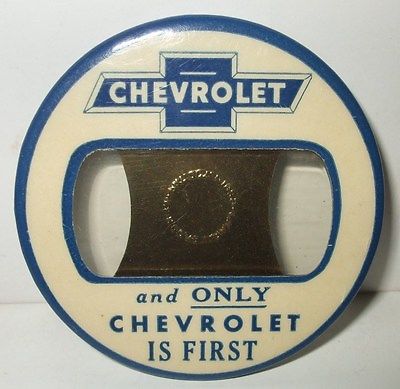 CHEVROLET
and ONLY
CHEVROLET
IS FIRST